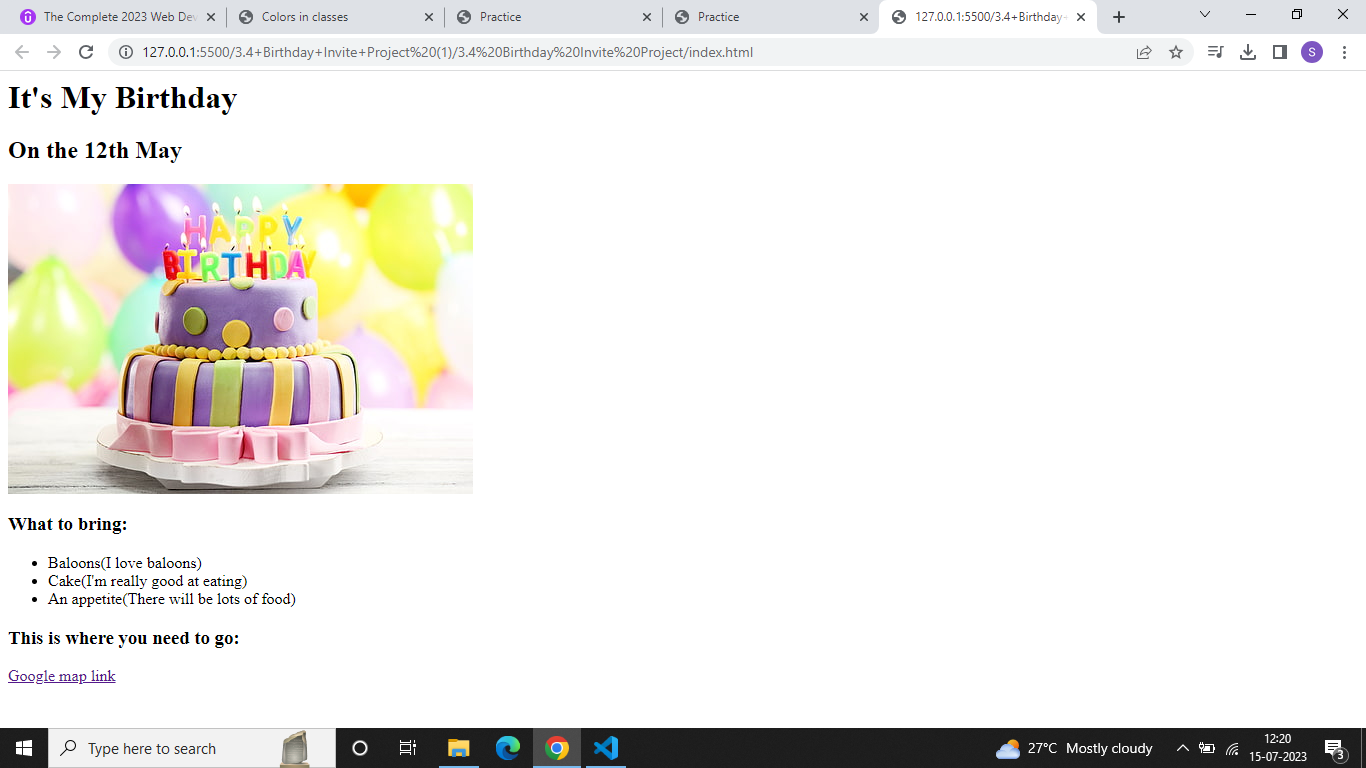 The Complete 2023 Web Dev
Colors in classes
Practice
Practice
127.0.0.1:5500/3.4+Birthday+
127.0.0.1:5500/3.4+Birthday+Invite+Project%20(1)/3.4%20Birthday%20Invite%20Project/index.html
S
It's My Birthday
On the 12th May
HAPPY
BIRTHDAY
What to bring:
Baloons(I love baloons)
Cake(I'm really good at eating)
An appetite(There will be lots of food)
This is where you need to go:
Google map link
Type here to search
27°C Mostly cloudy
12:20
15-07-2023
3